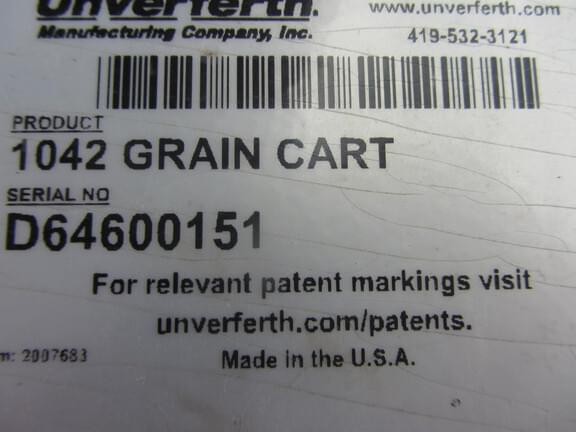 Unverferth. www.unverferth.com
Manufacturing Company, Inc. 419-532-3121
PRODUCT
1042 GRAIN CART
SERIAL NO
D64600151
For relevant patent markings visit
unverferth.com/patents.
m: 2007683 Made in the U.S.A.